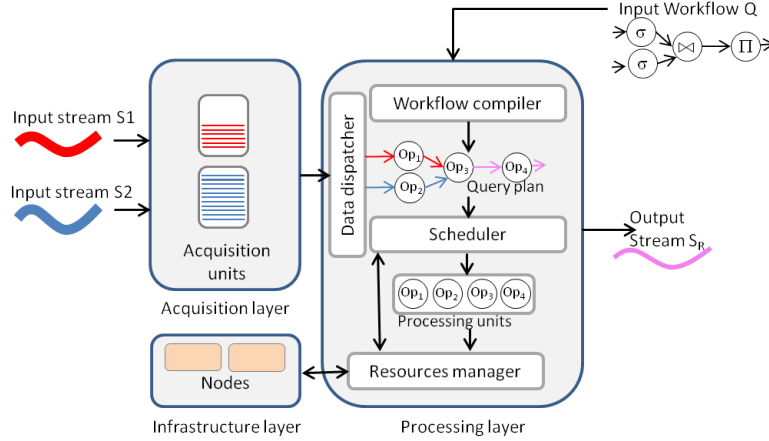 Input Workflow Q
σ
⋈
Π
σ
Workflow compiler
Input stream S1
Data dispatcher
Op1
Op3
Op4
Op2
Query plan
Input stream S2
Output
Stream SR
Scheduler
Acquisition
units
Op1 Op2 Op3 Op4
Acquisition layer
Processing units
Resources manager
Nodes
Infrastructure layer
Processing layer